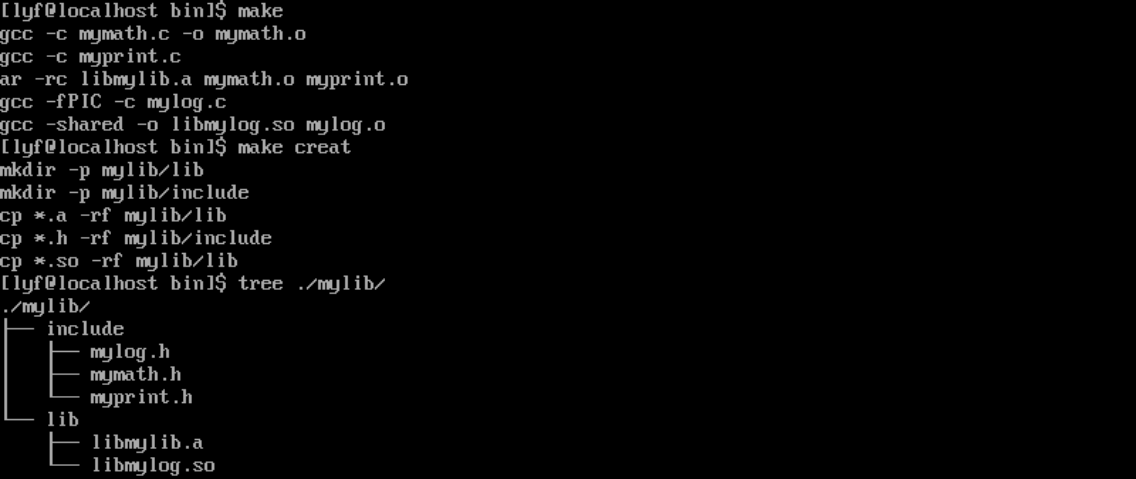 [lyf@localhost bin]$ make
gcc -c mymath.c -o mymath.o
gcc -c myprint.c
ar -rc libmylib.a mymath.o myprint.o
gcc -fPIC -c mylog.c
gcc -shared -o libmylog.so mylog.o
[lyf@localhost bin]$ make creat
mkdir -p mylib/lib
mkdir -p mylib/include
cp *.a -rf mylib/lib
cp *.h -rf mylib/include
cp *.so -rf mylib/lib
[lyf@localhost bin]$ tree ./mylib/
./mylib/
├── include
│   ├── mylog.h
│   ├── mymath.h
│   └── myprint.h
└── lib
    ├── libmylib.a
    └── libmylog.so